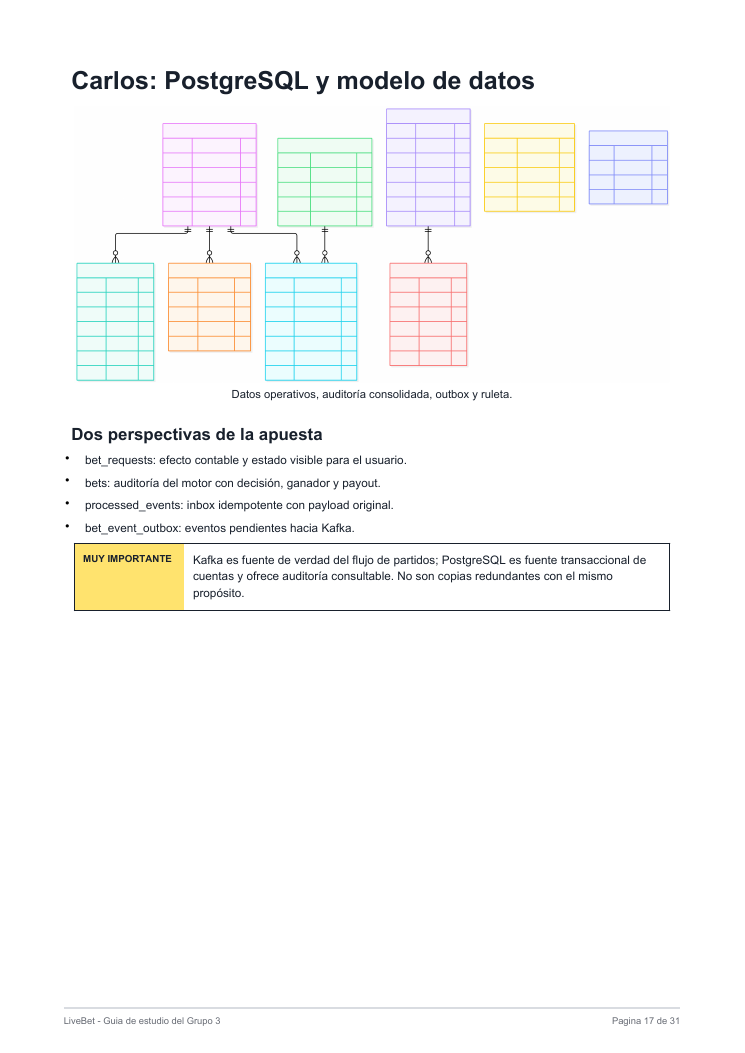 Carlos: PostgreSQL y modelo de datos
Datos operativos, auditoría consolidada, outbox y ruleta.
Dos perspectivas de la apuesta
• bet_requests: efecto contable y estado visible para el usuario.
• bets: auditoría del motor con decisión, ganador y payout.
• processed_events: inbox idempotente con payload original.
• bet_event_outbox: eventos pendientes hacia Kafka.
MUY IMPORTANTE
Kafka es fuente de verdad del flujo de partidos; PostgreSQL es fuente transaccional de
cuentas y ofrece auditoría consultable. No son copias redundantes con el mismo
propósito.
LiveBet - Guia de estudio del Grupo 3
Pagina 17 de 31